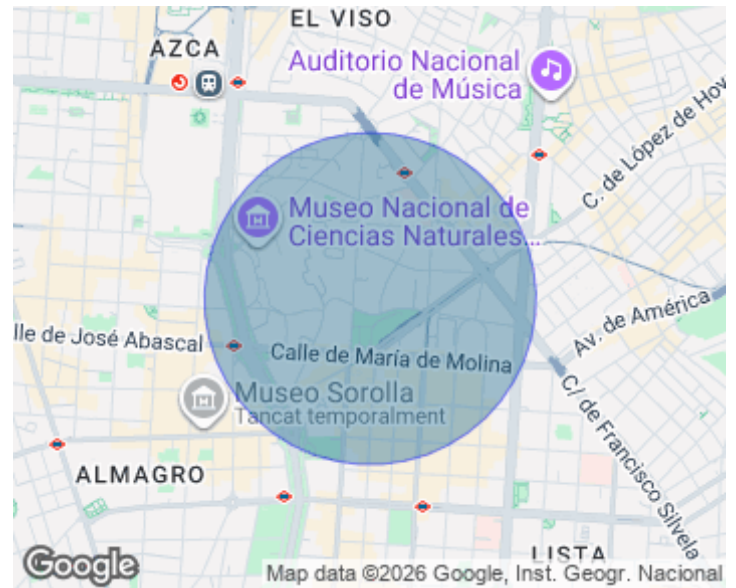 EL VISO
AZCA
Auditorio Nacional
de Música
C. de López de Hoy
Museo Nacional de
Ciencias Naturales...
lle de José Abascal
Av. de América
Calle de María de Molina
Museo Sorolla
Tancat temporalment
C/ de Francisco Silvela
ALMAGRO
LISTA
Google
Map data ©2026 Google, Inst. Geogr. Nacional